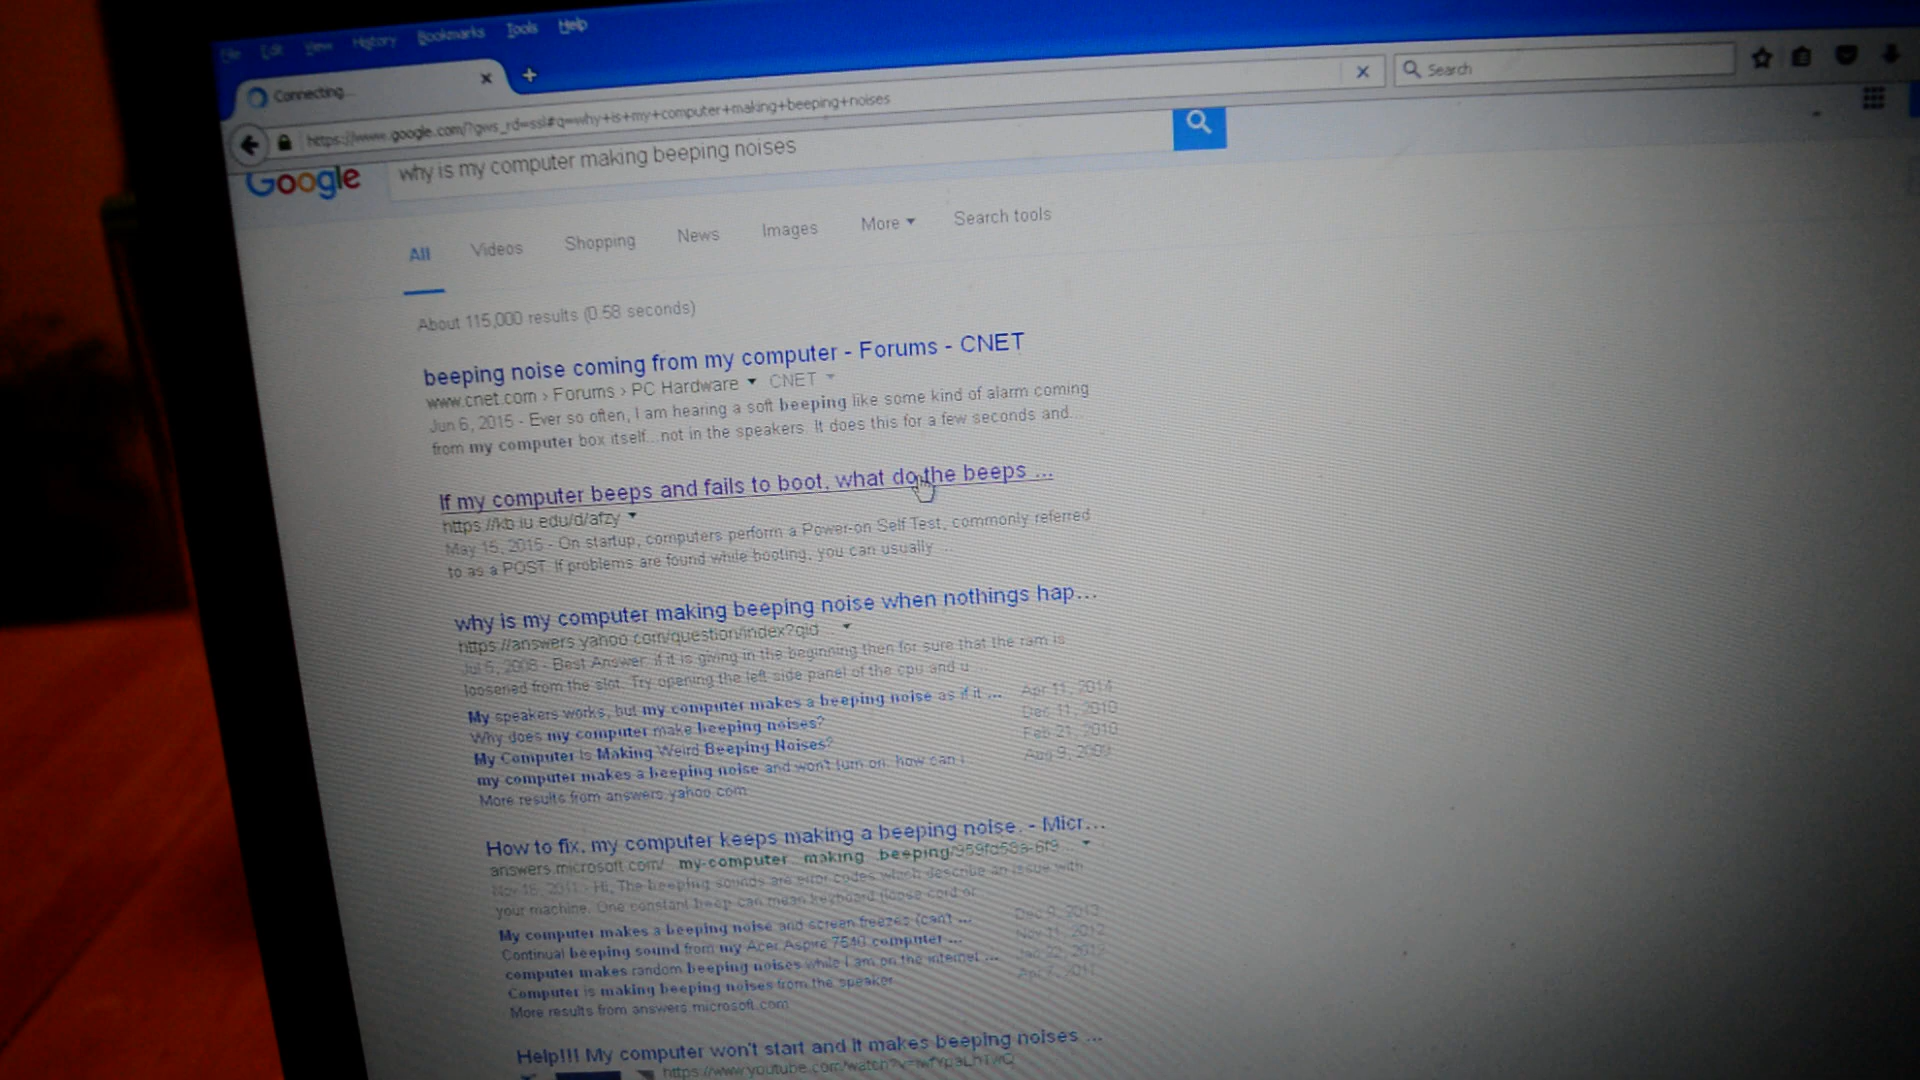 File Edit View History Bookmarks Tools Help
Connecting...
https://www.google.com/?gws_rd=ssl#q=why+is+my+computer+making+beeping+noises
Search
Google
why is my computer making beeping noises
All Videos Shopping News Images More Search tools
About 115,000 results (0.58 seconds)
beeping noise coming from my computer - Forums - CNET
www.cnet.com › Forums › PC Hardware CNET
Jun 6, 2015 - Ever so often, I am hearing a soft beeping like some kind of alarm coming
from my computer box itself...not in the speakers. It does this for a few seconds and...
If my computer beeps and fails to boot, what do the beeps ...
https://kb.iu.edu/d/afzy
May 15, 2015 - On startup, computers perform a Power-on Self Test, commonly referred
to as a POST. If problems are found while booting, you can usually ...
why is my computer making beeping noise when nothings hap...
https://answers.yahoo.com/question/index?qid...
Jul 6, 2008 - Best Answer: if it is giving in the beginning then for sure that the ram is
loosened from the slot. Try opening the left side panel of the cpu and u ...
My speakers works, but my computer makes a beeping noise as if it ... Apr 11, 2014
Why does my computer make beeping noises? Dec 11, 2010
My Computer Is Making Weird Beeping Noises? Feb 21, 2010
my computer makes a beeping noise and won't turn on. how can i Aug 9, 2009
More results from answers.yahoo.com
How to fix, my computer keeps making a beeping noise. - Micr...
answers.microsoft.com/ my-computer making beeping/
Nov 18, 2011 - Hi, The beeping sounds are error codes which describe an issue with
your machine. One constant beep can mean keyboard (loose cord or
My computer makes a beeping noise and screen freezes (can't ... Dec 9, 2013
Continual beeping sound from my Acer Aspire 7540 computer ... Nov 11, 2012
computer makes random beeping noises while I am on the internet ... 2012
Computer is making beeping noises from the speaker Apr 2011
More results from answers.microsoft.com
Help!!! My computer won't start and it makes beeping noises ...
https://www.youtube.com/watch?v=